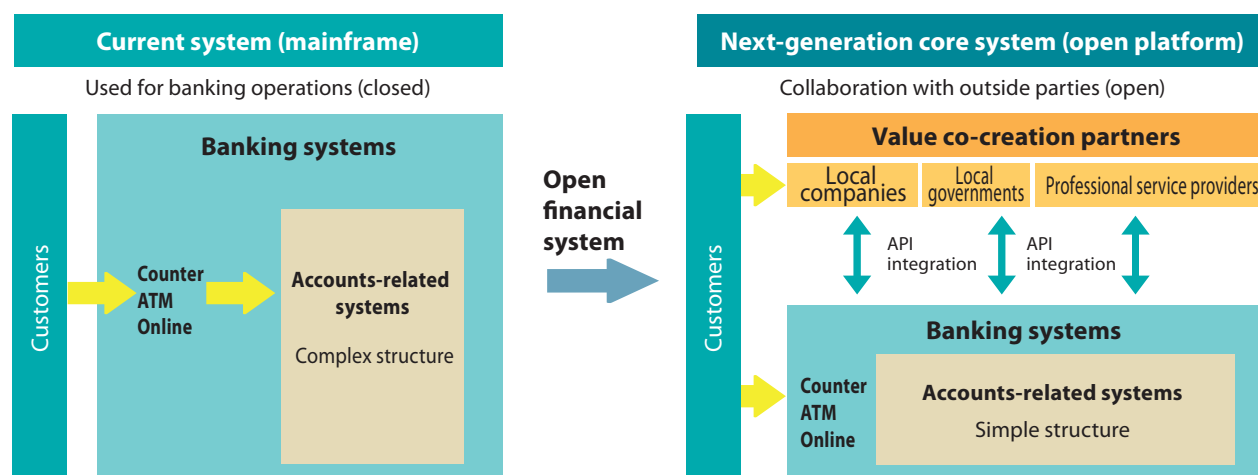 Current system (mainframe)
Used for banking operations (closed)
Customers
Banking systems
Counter
ATM
Online
Accounts-related
systems
Complex structure
Open
financial
system
Next-generation core system (open platform)
Collaboration with outside parties (open)
Customers
Value co-creation partners
Local
companies
Local
governments
Professional service providers
API
integration
API
integration
Banking systems
Counter
ATM
Online
Accounts-related systems
Simple structure